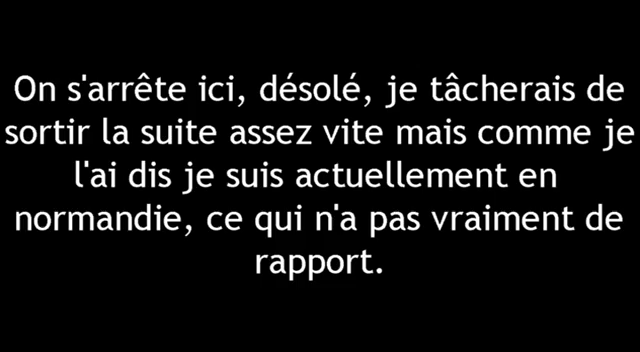 On s'arrête ici, désolé, je tâcherais de
sortir la suite assez vite mais comme je
l'ai dis je suis actuellement en
normandie, ce qui n'a pas vraiment de
rapport.